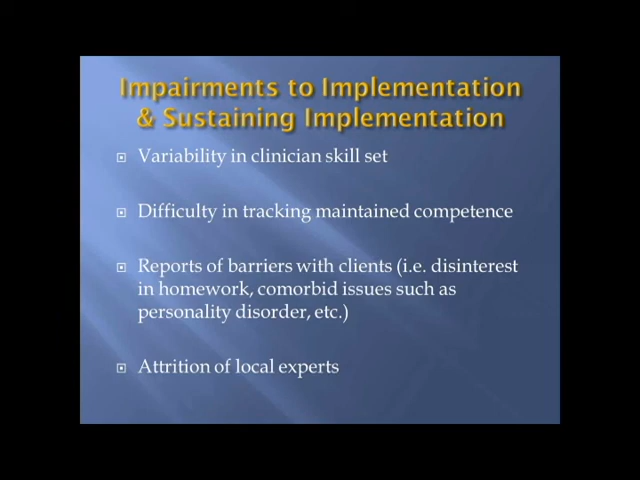 Impairments to Implementation
& Sustaining Implementation
Variability in clinician skill set
Difficulty in tracking maintained competence
Reports of barriers with clients (i.e. disinterest
in homework, comorbid issues such as
personality disorder, etc.)
Attrition of local experts